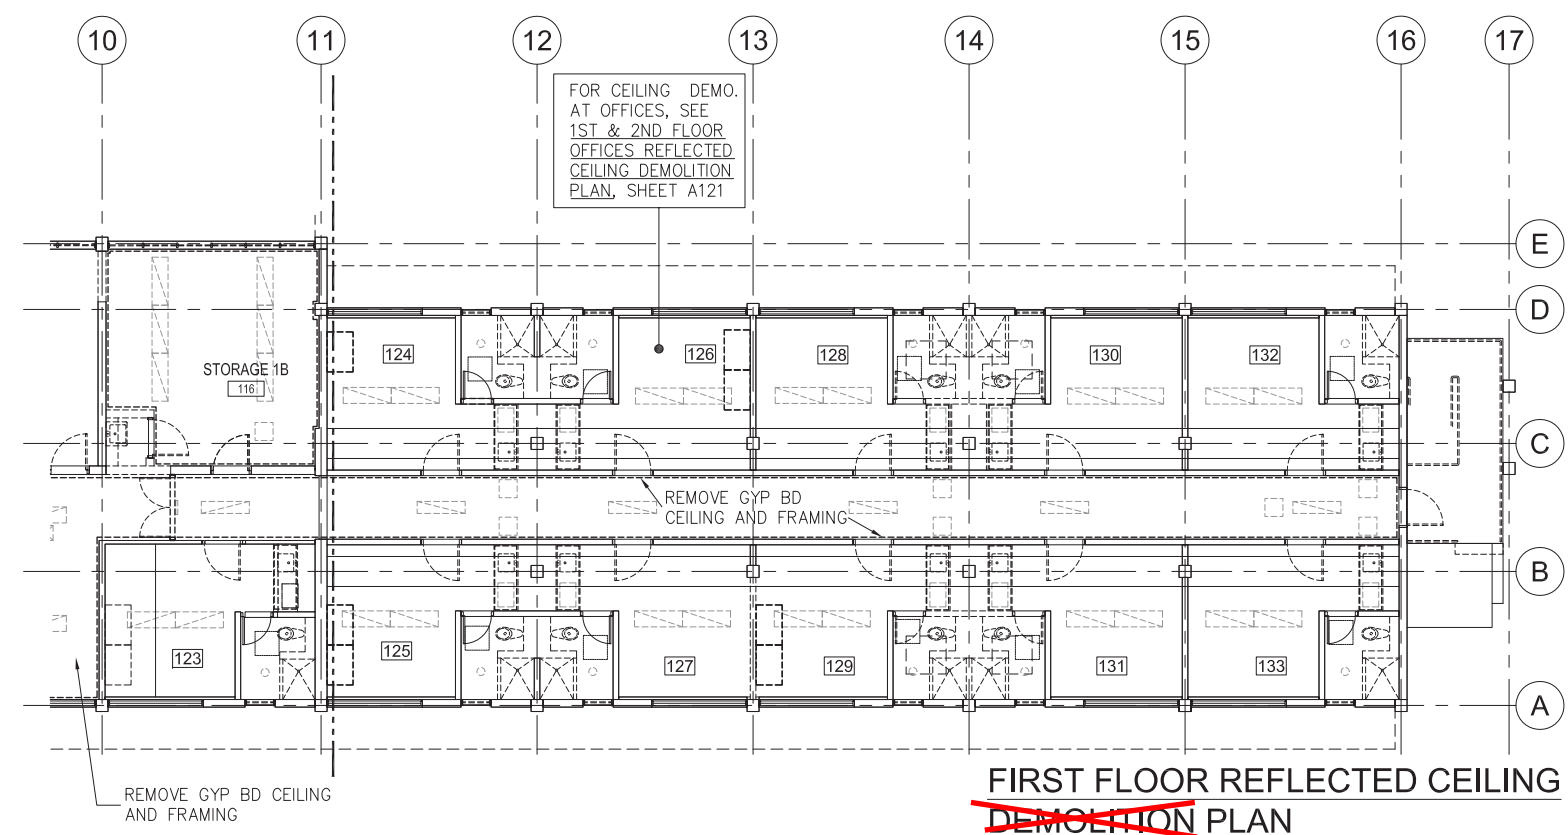 10 11 12 13 14 15 16 17
FOR CEILING DEMO.
AT OFFICES, SEE
1ST & 2ND FLOOR
OFFICES REFLECTED
CEILING DEMOLITION
PLAN, SHEET A121
E
D
124 126 128 130 132
STORAGE 1B
116
C
REMOVE GYP BD
CEILING AND FRAMING
B
123 125 127 129 131 133
A
REMOVE GYP BD CEILING
AND FRAMING
FIRST FLOOR REFLECTED CEILING
DEMOLITION PLAN